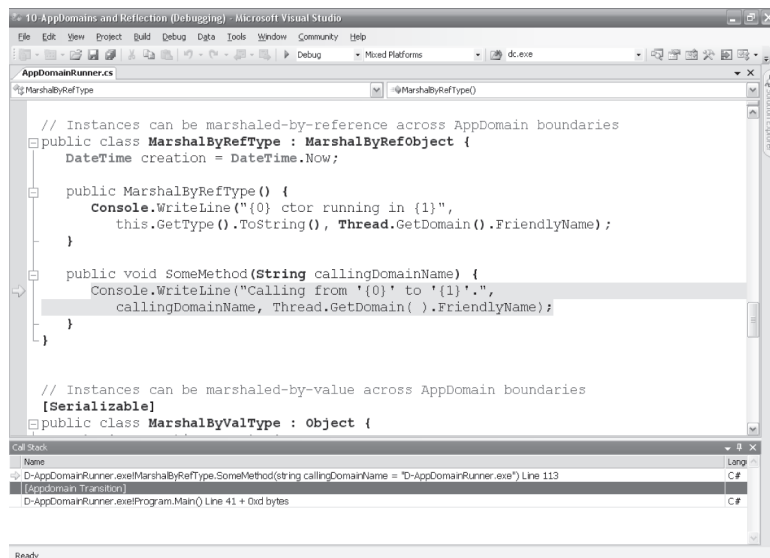 10-AppDomains and Reflection (Debugging) - Microsoft Visual Studio
File Edit View Project Build Debug Data Tools Window Community Help
Debug Mixed Platforms dc.exe
AppDomainRunner.cs
MarshalByRefType MarshalByRefType()
// Instances can be marshaled-by-reference across AppDomain boundaries
public class MarshalByRefType : MarshalByRefObject {
DateTime creation = DateTime.Now;
public MarshalByRefType() {
Console.WriteLine("{0} ctor running in {1}",
this.GetType().ToString(), Thread.GetDomain().FriendlyName);
}
public void SomeMethod(String callingDomainName) {
Console.WriteLine("Calling from '{0}' to '{1}'.",
callingDomainName, Thread.GetDomain( ).FriendlyName);
}
}
// Instances can be marshaled-by-value across AppDomain boundaries
[Serializable]
public class MarshalByValType : Object {
Call Stack
Name Lang
D-AppDomainRunner.exe!MarshalByRefType.SomeMethod(string callingDomainName = "D-AppDomainRunner.exe") Line 113 C#
[Appdomain Transition]
D-AppDomainRunner.exe!Program.Main() Line 41 + 0xd bytes C#
Ready